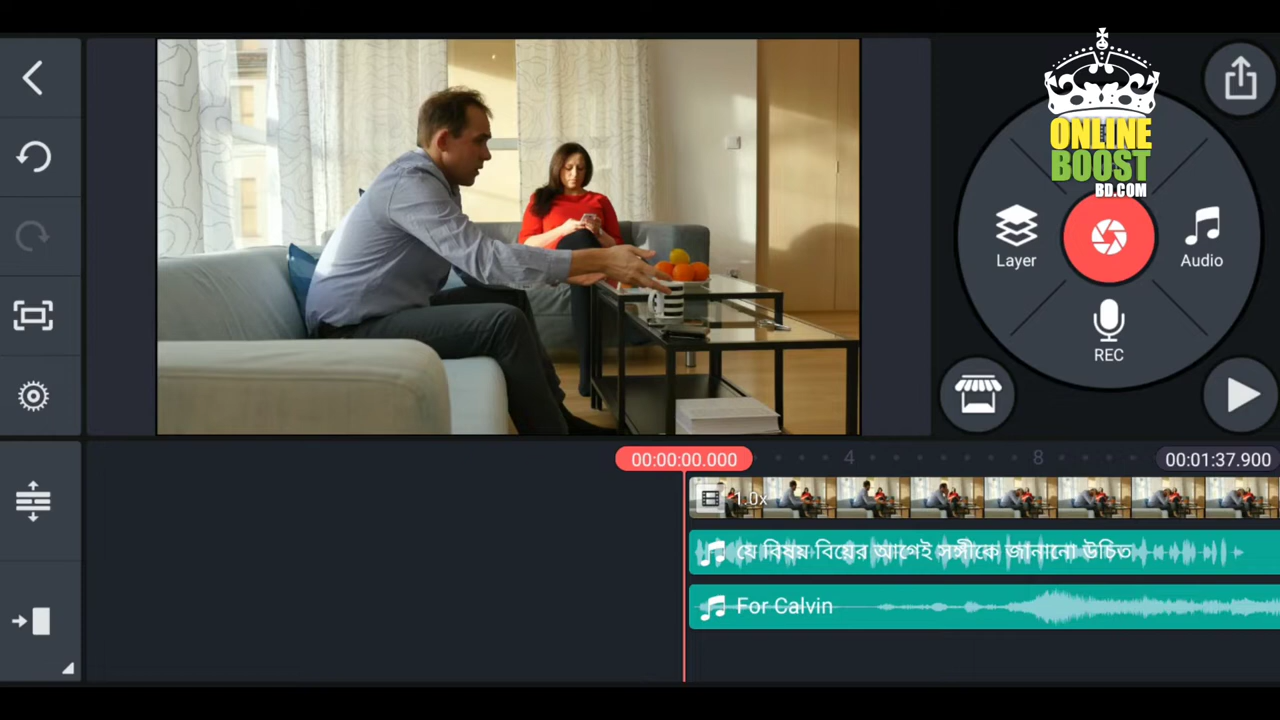 ONLINE
BOOST
BD.COM
Layer
Audio
REC
00:00:00.000
4
8
00:01:37.900
1.0x
যে বিষয় বিয়ের আগেই সঙ্গীকে জানানো উচিত
For Calvin